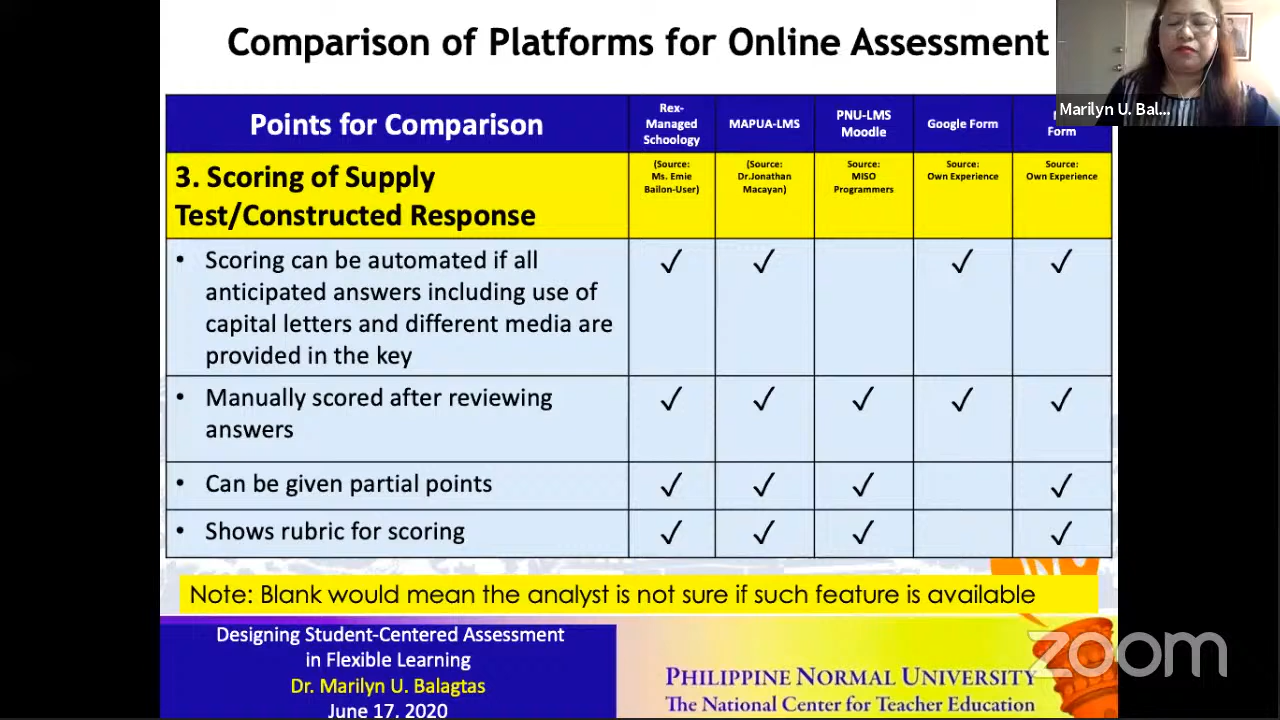 Comparison of Platforms for Online Assessment
Marilyn U. Bal...
Points for Comparison
Rex-
Managed
Schoology
MAPUA-LMS
PNU-LMS
Moodle
Google Form
Form
3. Scoring of Supply
Test/Constructed Response
(Source:
Ms. Emie
Bailon-User)
(Source:
Dr.Jonathan
Macayan)
Source:
MISO
Programmers
Source:
Own Experience
Source:
Own Experience
• Scoring can be automated if all
anticipated answers including use of
capital letters and different media are
provided in the key
✓ ✓ ✓ ✓
• Manually scored after reviewing
answers
✓ ✓ ✓ ✓ ✓
• Can be given partial points
✓ ✓ ✓ ✓
• Shows rubric for scoring
✓ ✓ ✓ ✓
Note: Blank would mean the analyst is not sure if such feature is available
Designing Student-Centered Assessment
in Flexible Learning
Dr. Marilyn U. Balagtas
June 17, 2020
PHILIPPINE NORMAL UNIVERSITY
The National Center for Teacher Education
zoom